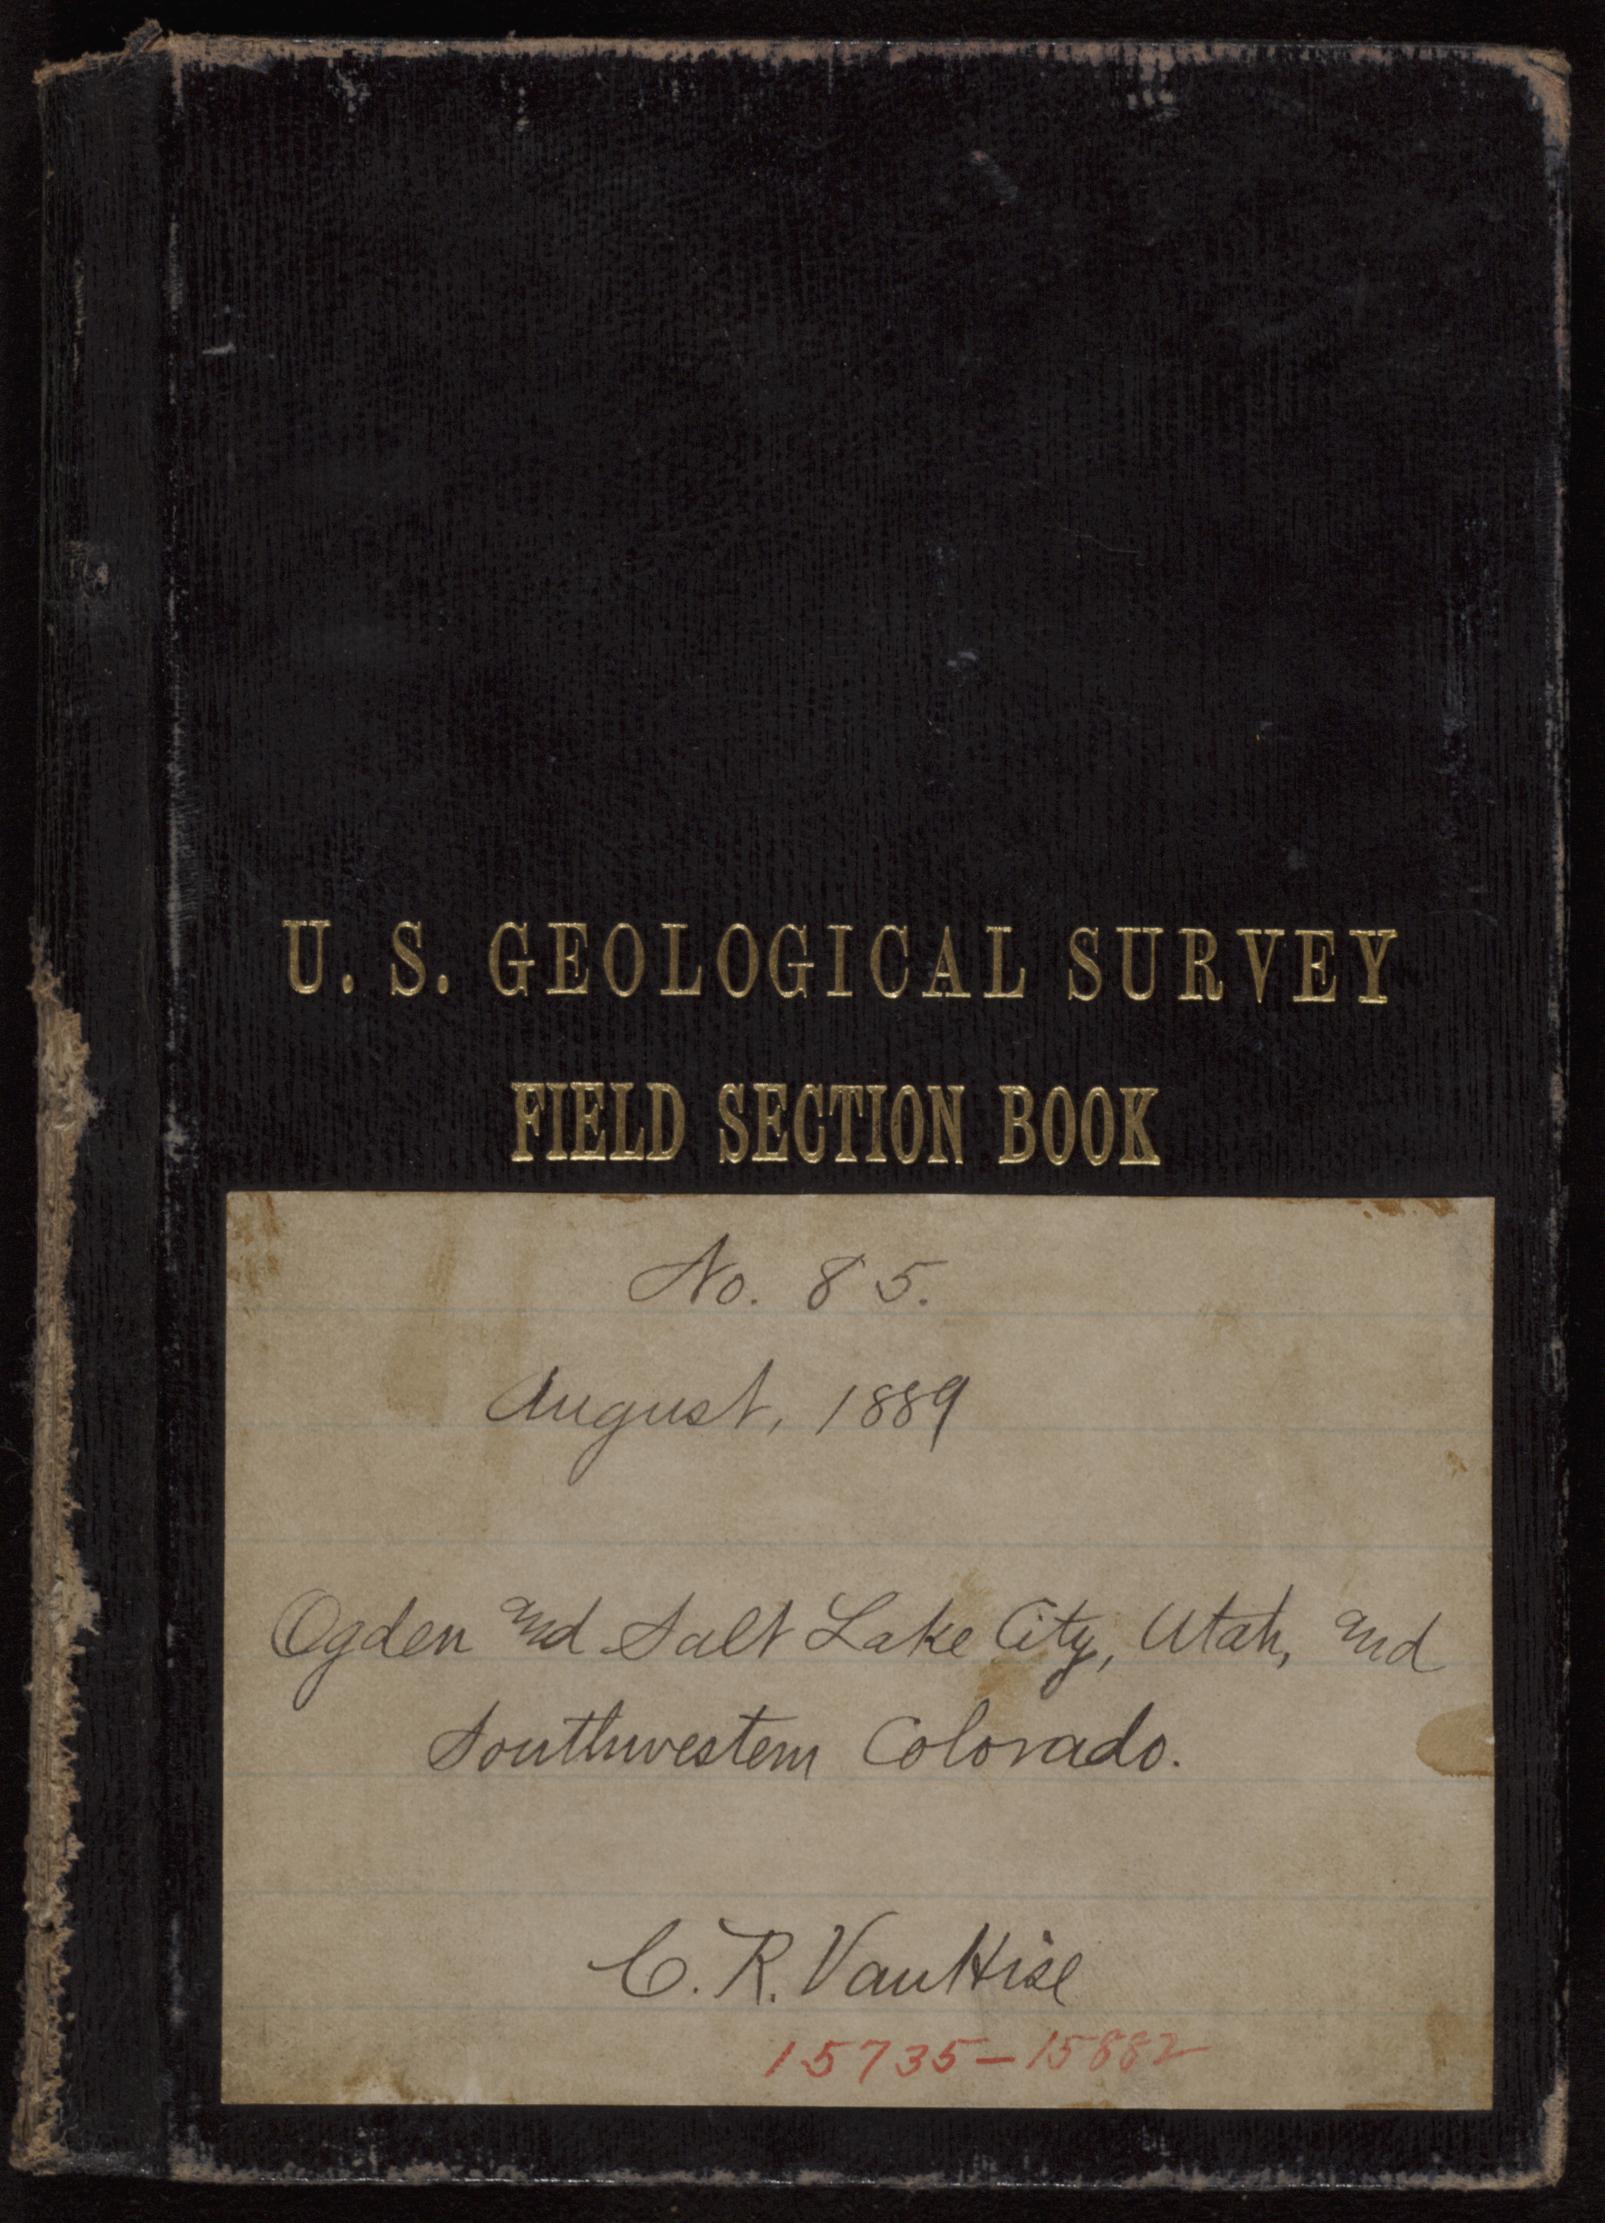 U. S. GEOLOGICAL SURVEY
FIELD SECTION BOOK
No. 85.
August, 1889
Ogden and Salt Lake City, Utah, and
Southwestern Colorado.
C. R. Van Hise
15735-15882